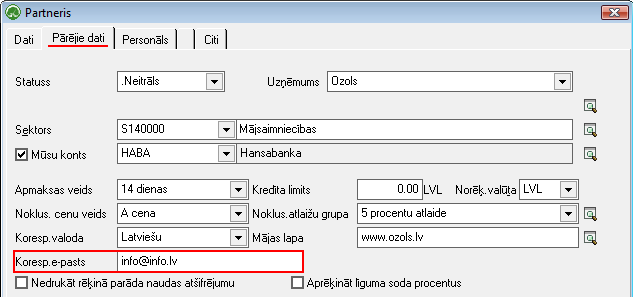 Partneris
Dati Pārējie dati Personāls Citi
Statuss .Neitrāls Uzņēmums Ozols
Sektors S140000 Mājsaimniecības
Mūsu konts HABA Hansabanka
Apmaksas veids 14 dienas Kredīta limits 0.00 LVL Norēķ.valūta LVL
Noklus. cenu veids A cena Noklus.atlaižu grupa 5 procentu atlaide
Koresp.valoda Latviešu Mājas lapa www.ozols.lv
Koresp.e-pasts info@info.lv
Nedrukāt rēķinā parāda naudas atšifrējumu Aprēķināt līguma soda procentus